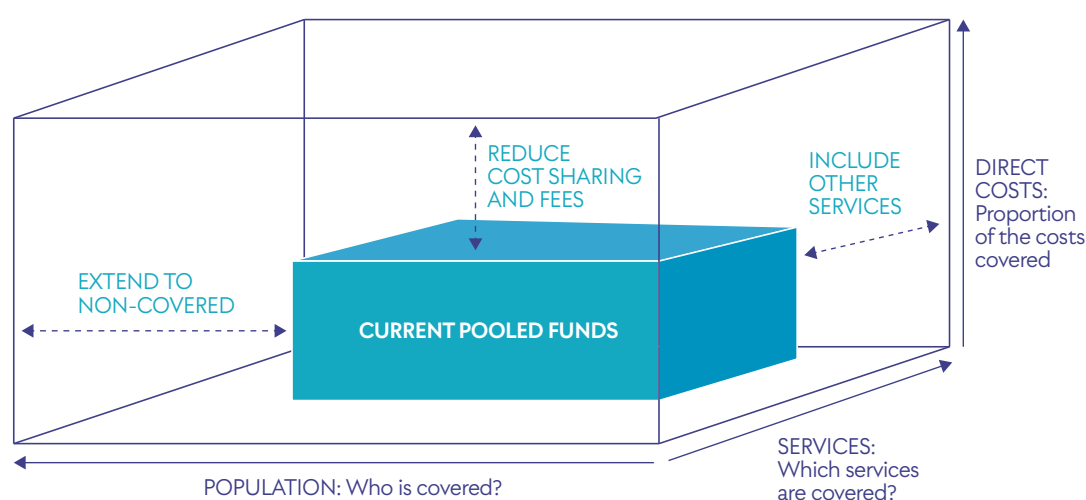 REDUCE
COST SHARING
AND FEES
INCLUDE
OTHER
SERVICES
DIRECT
COSTS:
Proportion
of the costs
covered
EXTEND TO
NON-COVERED
CURRENT POOLED FUNDS
SERVICES:
Which services
are covered?
POPULATION: Who is covered?